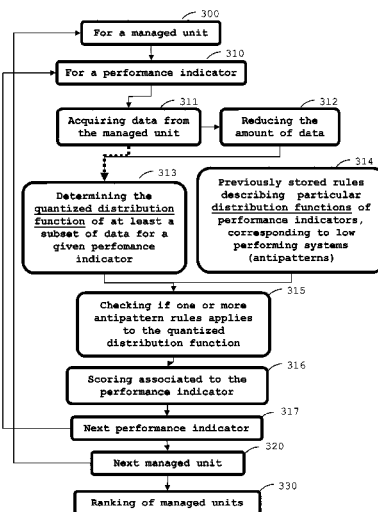 300
For a managed unit
310
For a performance indicator
311
Acquiring data from
the managed unit
312
Reducing the
amount of data
313
Determining the
quantized distribution
function of at least a
subset of data for a
given perfomance
indicator
314
Previously stored rules
describing particular
distribution functions of
performance indicators,
corresponding to low
performing systems
(antipatterns)
315
Checking if one or more
antipattern rules applies
to the quantized
distribution function
316
Scoring associated to the
performance indicator
317
Next performance indicator
320
Next managed unit
330
Ranking of managed units